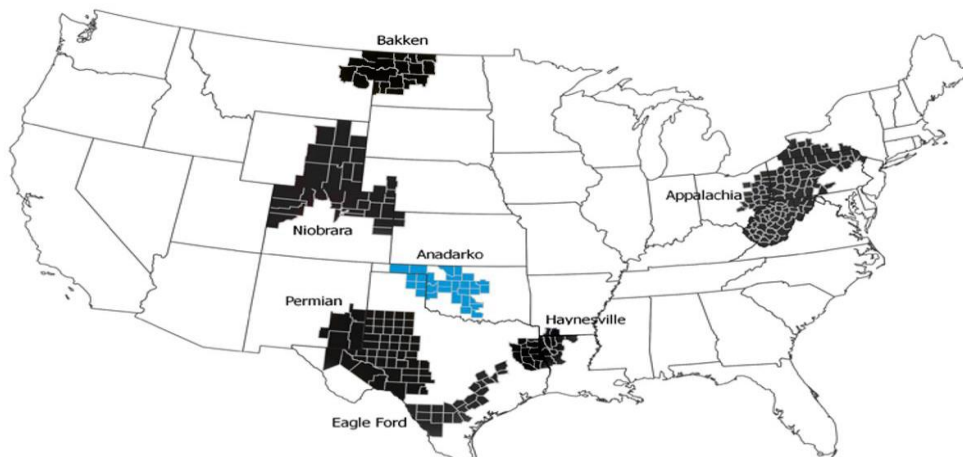 Bakken
Appalachia
Niobrara
Anadarko
Permian
Haynesville
Eagle Ford